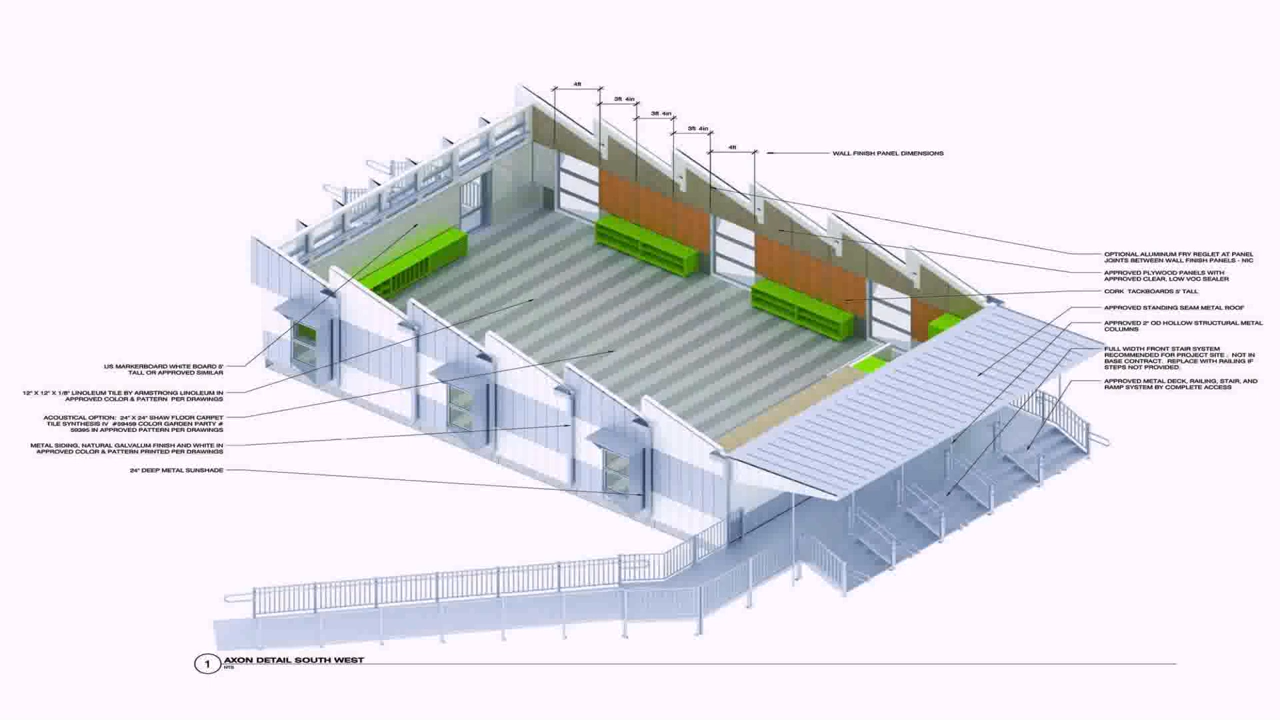 4ft
3ft 4in
3ft 4in
3ft 4in
4ft
WALL FINISH PANEL DIMENSIONS
OPTIONAL ALUMINUM FRY REGLET AT PANEL
JOINTS BETWEEN WALL FINISH PANELS - NIC
APPROVED PLYWOOD PANELS WITH
APPROVED CLEAR, LOW VOC SEALER
CORK TACKBOARDS 5' TALL
APPROVED STANDING SEAM METAL ROOF
APPROVED 2" OD HOLLOW STRUCTURAL METAL
COLUMNS
FULL WIDTH FRONT STAIR SYSTEM
RECOMMENDED FOR PROJECT SITE. NOT IN
BASE CONTRACT. REPLACE WITH RAILING IF
STEPS NOT PROVIDED.
APPROVED METAL DECK, RAILING, STAIR, AND
RAMP SYSTEM BY COMPLETE ACCESS
US MARKERBOARD WHITE BOARD 5'
TALL OR APPROVED SIMILAR
12" X 12" X 1/8" LINOLEUM TILE BY ARMSTRONG LINOLEUM IN
APPROVED COLOR & PATTERN PER DRAWINGS
ACOUSTICAL OPTION: 24" X 24" SHAW FLOOR CARPET
TILE SYNTHESIS IV #59459 COLOR GARDEN PARTY #
59395 IN APPROVED PATTERN PER DRAWINGS
METAL SIDING, NATURAL GALVALUM FINISH AND WHITE IN
APPROVED COLOR & PATTERN PRINTED PER DRAWINGS
24" DEEP METAL SUNSHADE
1 AXON DETAIL SOUTH WEST
NTS